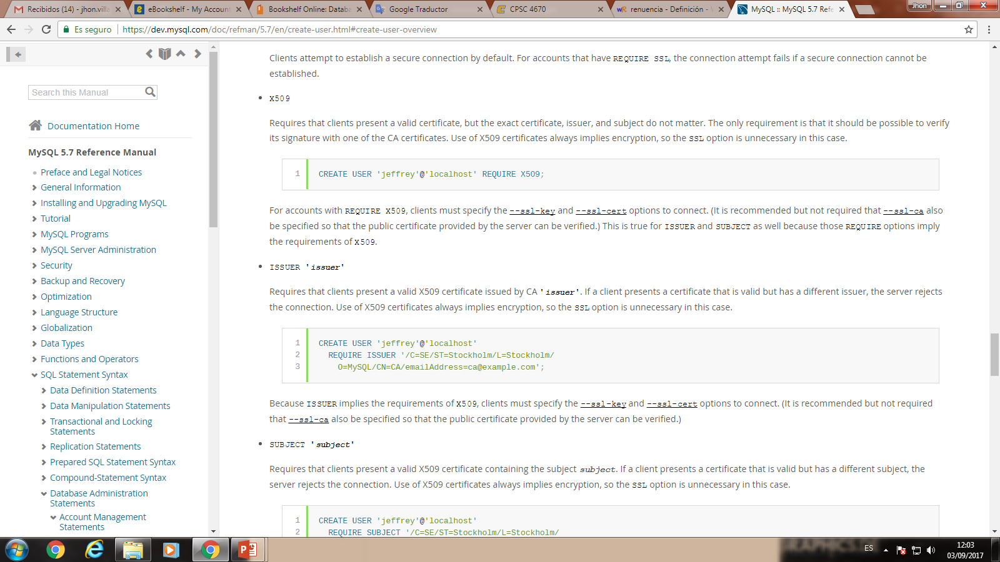 Recibidos (14) - jhon.villa
eBookshelf - My Account
Bookshelf Online: Databa
Google Traductor
CPSC 4670
wR renuencia - Definición -
MySQL :: MySQL 5.7 Refe
Jhon
Es seguro
https://dev.mysql.com/doc/refman/5.7/en/create-user.html#create-user-overview
Search this Manual
Documentation Home
MySQL 5.7 Reference Manual
Preface and Legal Notices
General Information
Installing and Upgrading MySQL
Tutorial
MySQL Programs
MySQL Server Administration
Security
Backup and Recovery
Optimization
Language Structure
Globalization
Data Types
Functions and Operators
SQL Statement Syntax
Data Definition Statements
Data Manipulation Statements
Transactional and Locking
Statements
Replication Statements
Prepared SQL Statement Syntax
Compound-Statement Syntax
Database Administration
Statements
Account Management
Statements
Clients attempt to establish a secure connection by default. For accounts that have REQUIRE SSL, the connection attempt fails if a secure connection cannot be
established.
X509
Requires that clients present a valid certificate, but the exact certificate, issuer, and subject do not matter. The only requirement is that it should be possible to verify
its signature with one of the CA certificates. Use of X509 certificates always implies encryption, so the SSL option is unnecessary in this case.
1 CREATE USER 'jeffrey'@'localhost' REQUIRE X509;
For accounts with REQUIRE X509, clients must specify the --ssl-key and --ssl-cert options to connect. (It is recommended but not required that --ssl-ca also
be specified so that the public certificate provided by the server can be verified.) This is true for ISSUER and SUBJECT as well because those REQUIRE options imply
the requirements of X509.
ISSUER 'issuer'
Requires that clients present a valid X509 certificate issued by CA 'issuer'. If a client presents a certificate that is valid but has a different issuer, the server rejects
the connection. Use of X509 certificates always implies encryption, so the SSL option is unnecessary in this case.
1 CREATE USER 'jeffrey'@'localhost'
2 REQUIRE ISSUER '/C=SE/ST=Stockholm/L=Stockholm/
3 O=MySQL/CN=CA/emailAddress=ca@example.com';
Because ISSUER implies the requirements of X509, clients must specify the --ssl-key and --ssl-cert options to connect. (It is recommended but not required
that --ssl-ca also be specified so that the public certificate provided by the server can be verified.)
SUBJECT 'subject'
Requires that clients present a valid X509 certificate containing the subject subject. If a client presents a certificate that is valid but has a different subject, the
server rejects the connection. Use of X509 certificates always implies encryption, so the SSL option is unnecessary in this case.
1 CREATE USER 'jeffrey'@'localhost'
2 REQUIRE SUBJECT '/C=SE/ST=Stockholm/L=Stockholm/
ES
12:03
03/09/2017